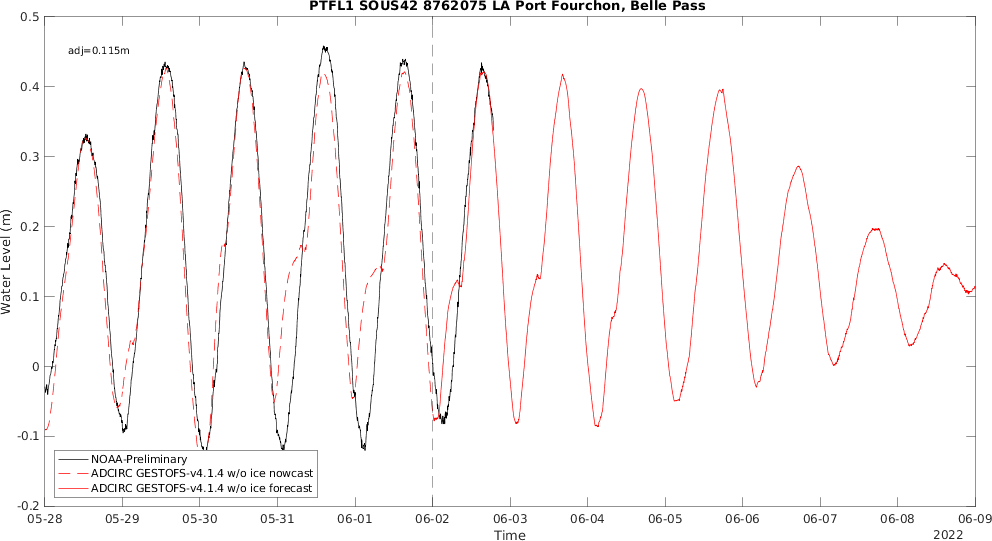 PTFL1 SOUS42 8762075 LA Port Fourchon, Belle Pass
adj=0.115m
Water Level (m)
0.5
0.4
0.3
0.2
0.1
0
-0.1
-0.2
NOAA-Preliminary
ADCIRC GESTOFS-v4.1.4 w/o ice nowcast
ADCIRC GESTOFS-v4.1.4 w/o ice forecast
05-28 05-29 05-30 05-31 06-01 06-02 06-03 06-04 06-05 06-06 06-07 06-08 06-09
Time
2022